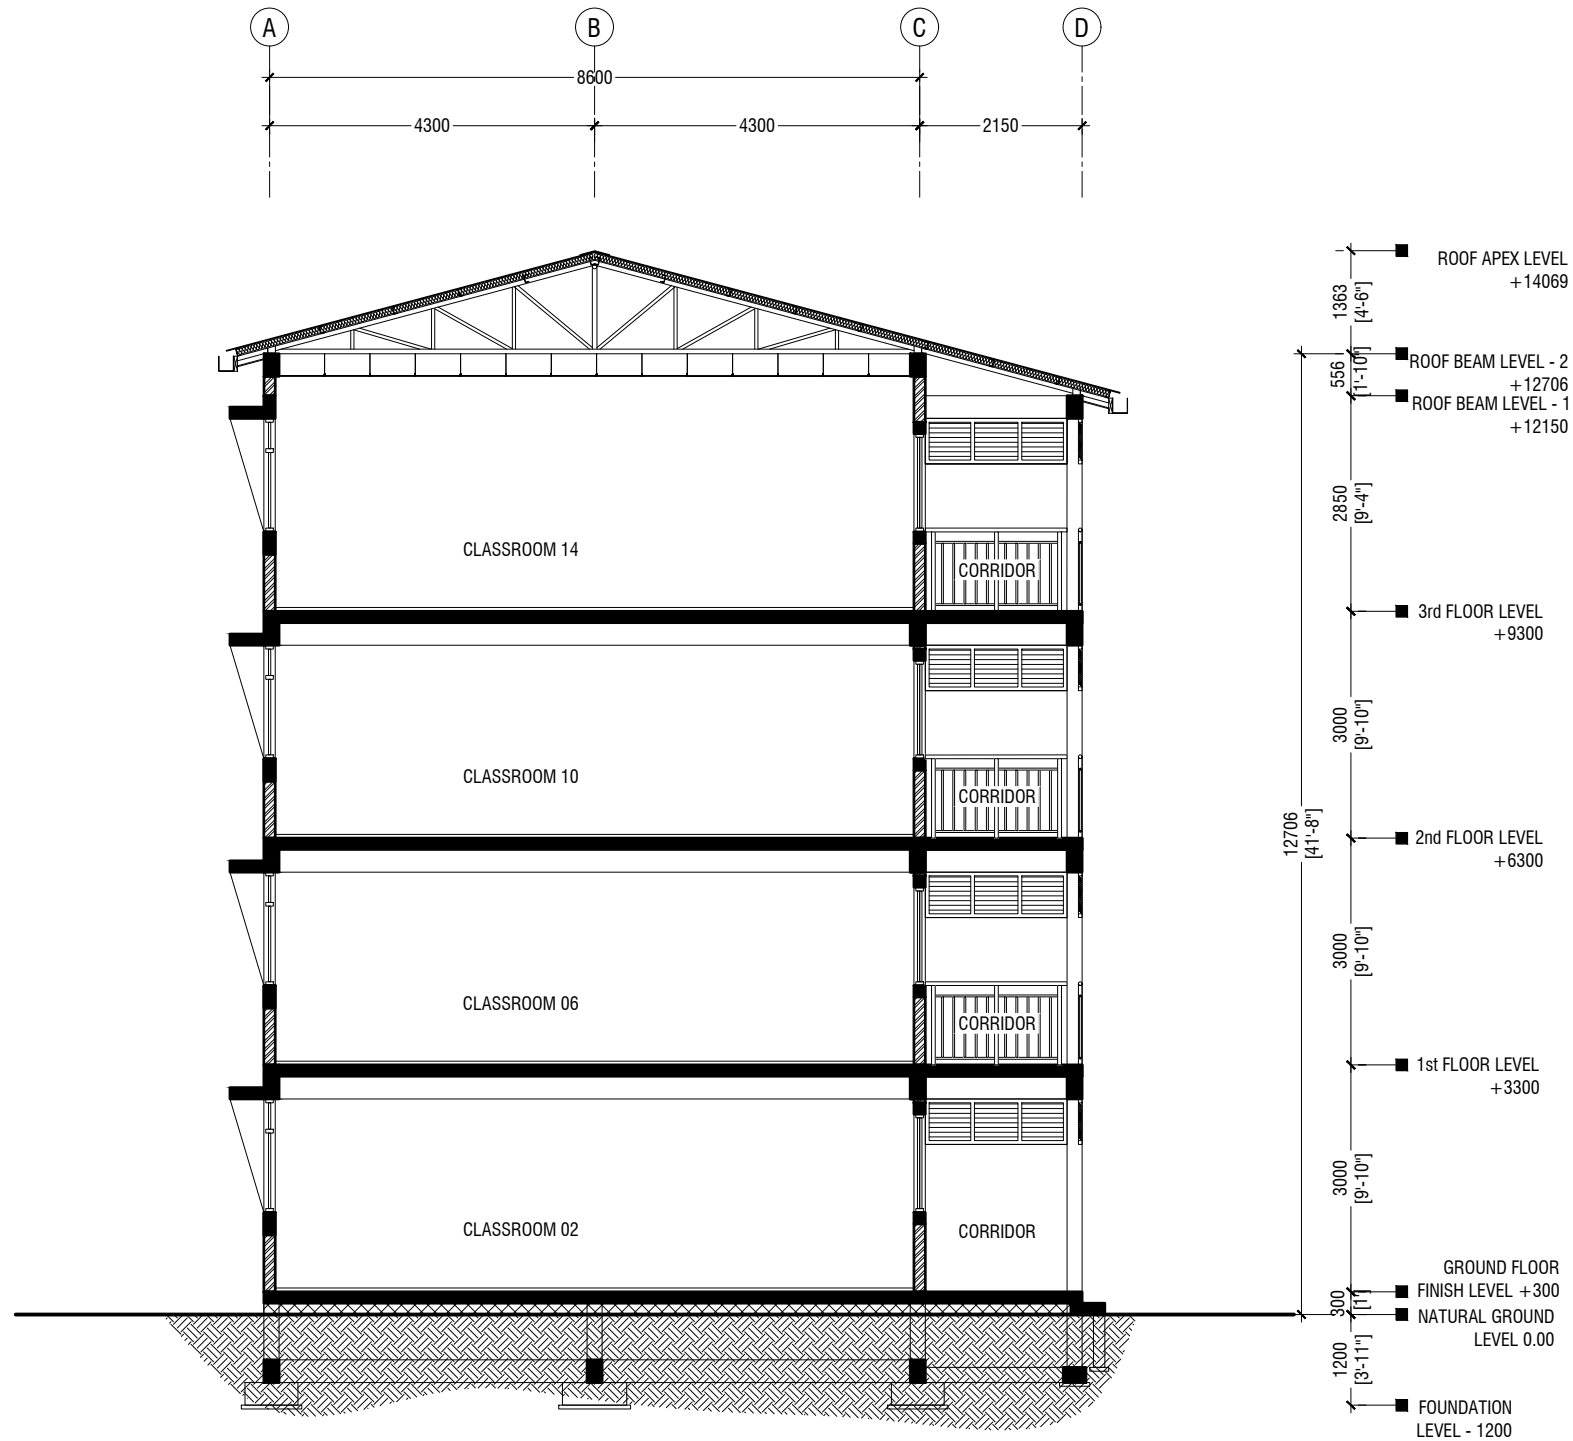 A B C D
8600
4300 4300 2150
ROOF APEX LEVEL
+14069
1363
[4'-6"]
ROOF BEAM LEVEL - 2
+12706
556
[1'-10"]
ROOF BEAM LEVEL - 1
+12150
2850
[9'-4"]
CLASSROOM 14
CORRIDOR
3rd FLOOR LEVEL
+9300
3000
[9'-10"]
CLASSROOM 10
CORRIDOR
12706
[41'-8"]
2nd FLOOR LEVEL
+6300
3000
[9'-10"]
CLASSROOM 06
CORRIDOR
1st FLOOR LEVEL
+3300
3000
[9'-10"]
CLASSROOM 02
CORRIDOR
GROUND FLOOR
FINISH LEVEL +300
300
[1']
NATURAL GROUND
LEVEL 0.00
1200
[3'-11"]
FOUNDATION
LEVEL - 1200